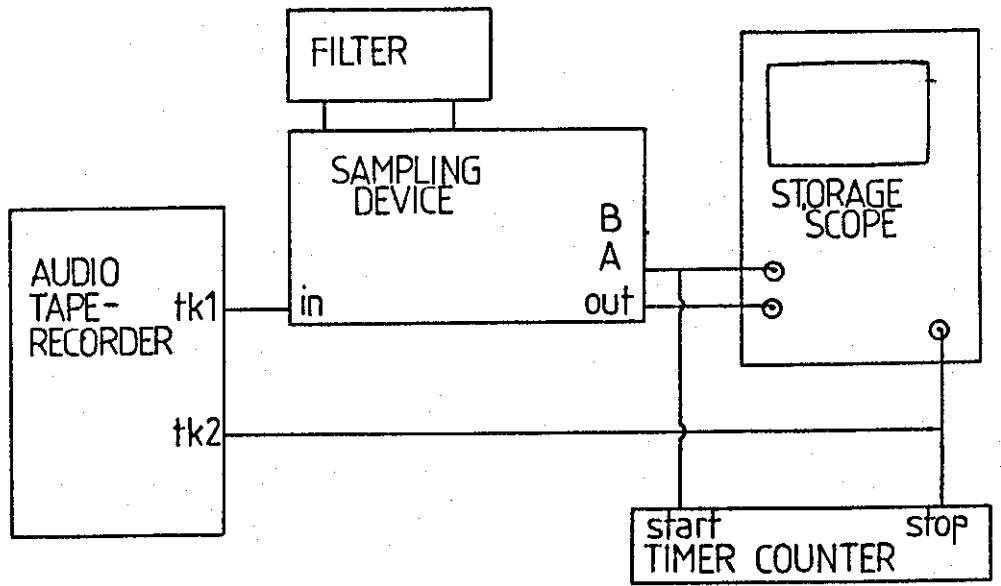 FILTER
SAMPLING
DEVICE
B
A
in
out
STORAGE
SCOPE
AUDIO
TAPE-
RECORDER
tk1
tk2
start
stop
TIMER COUNTER